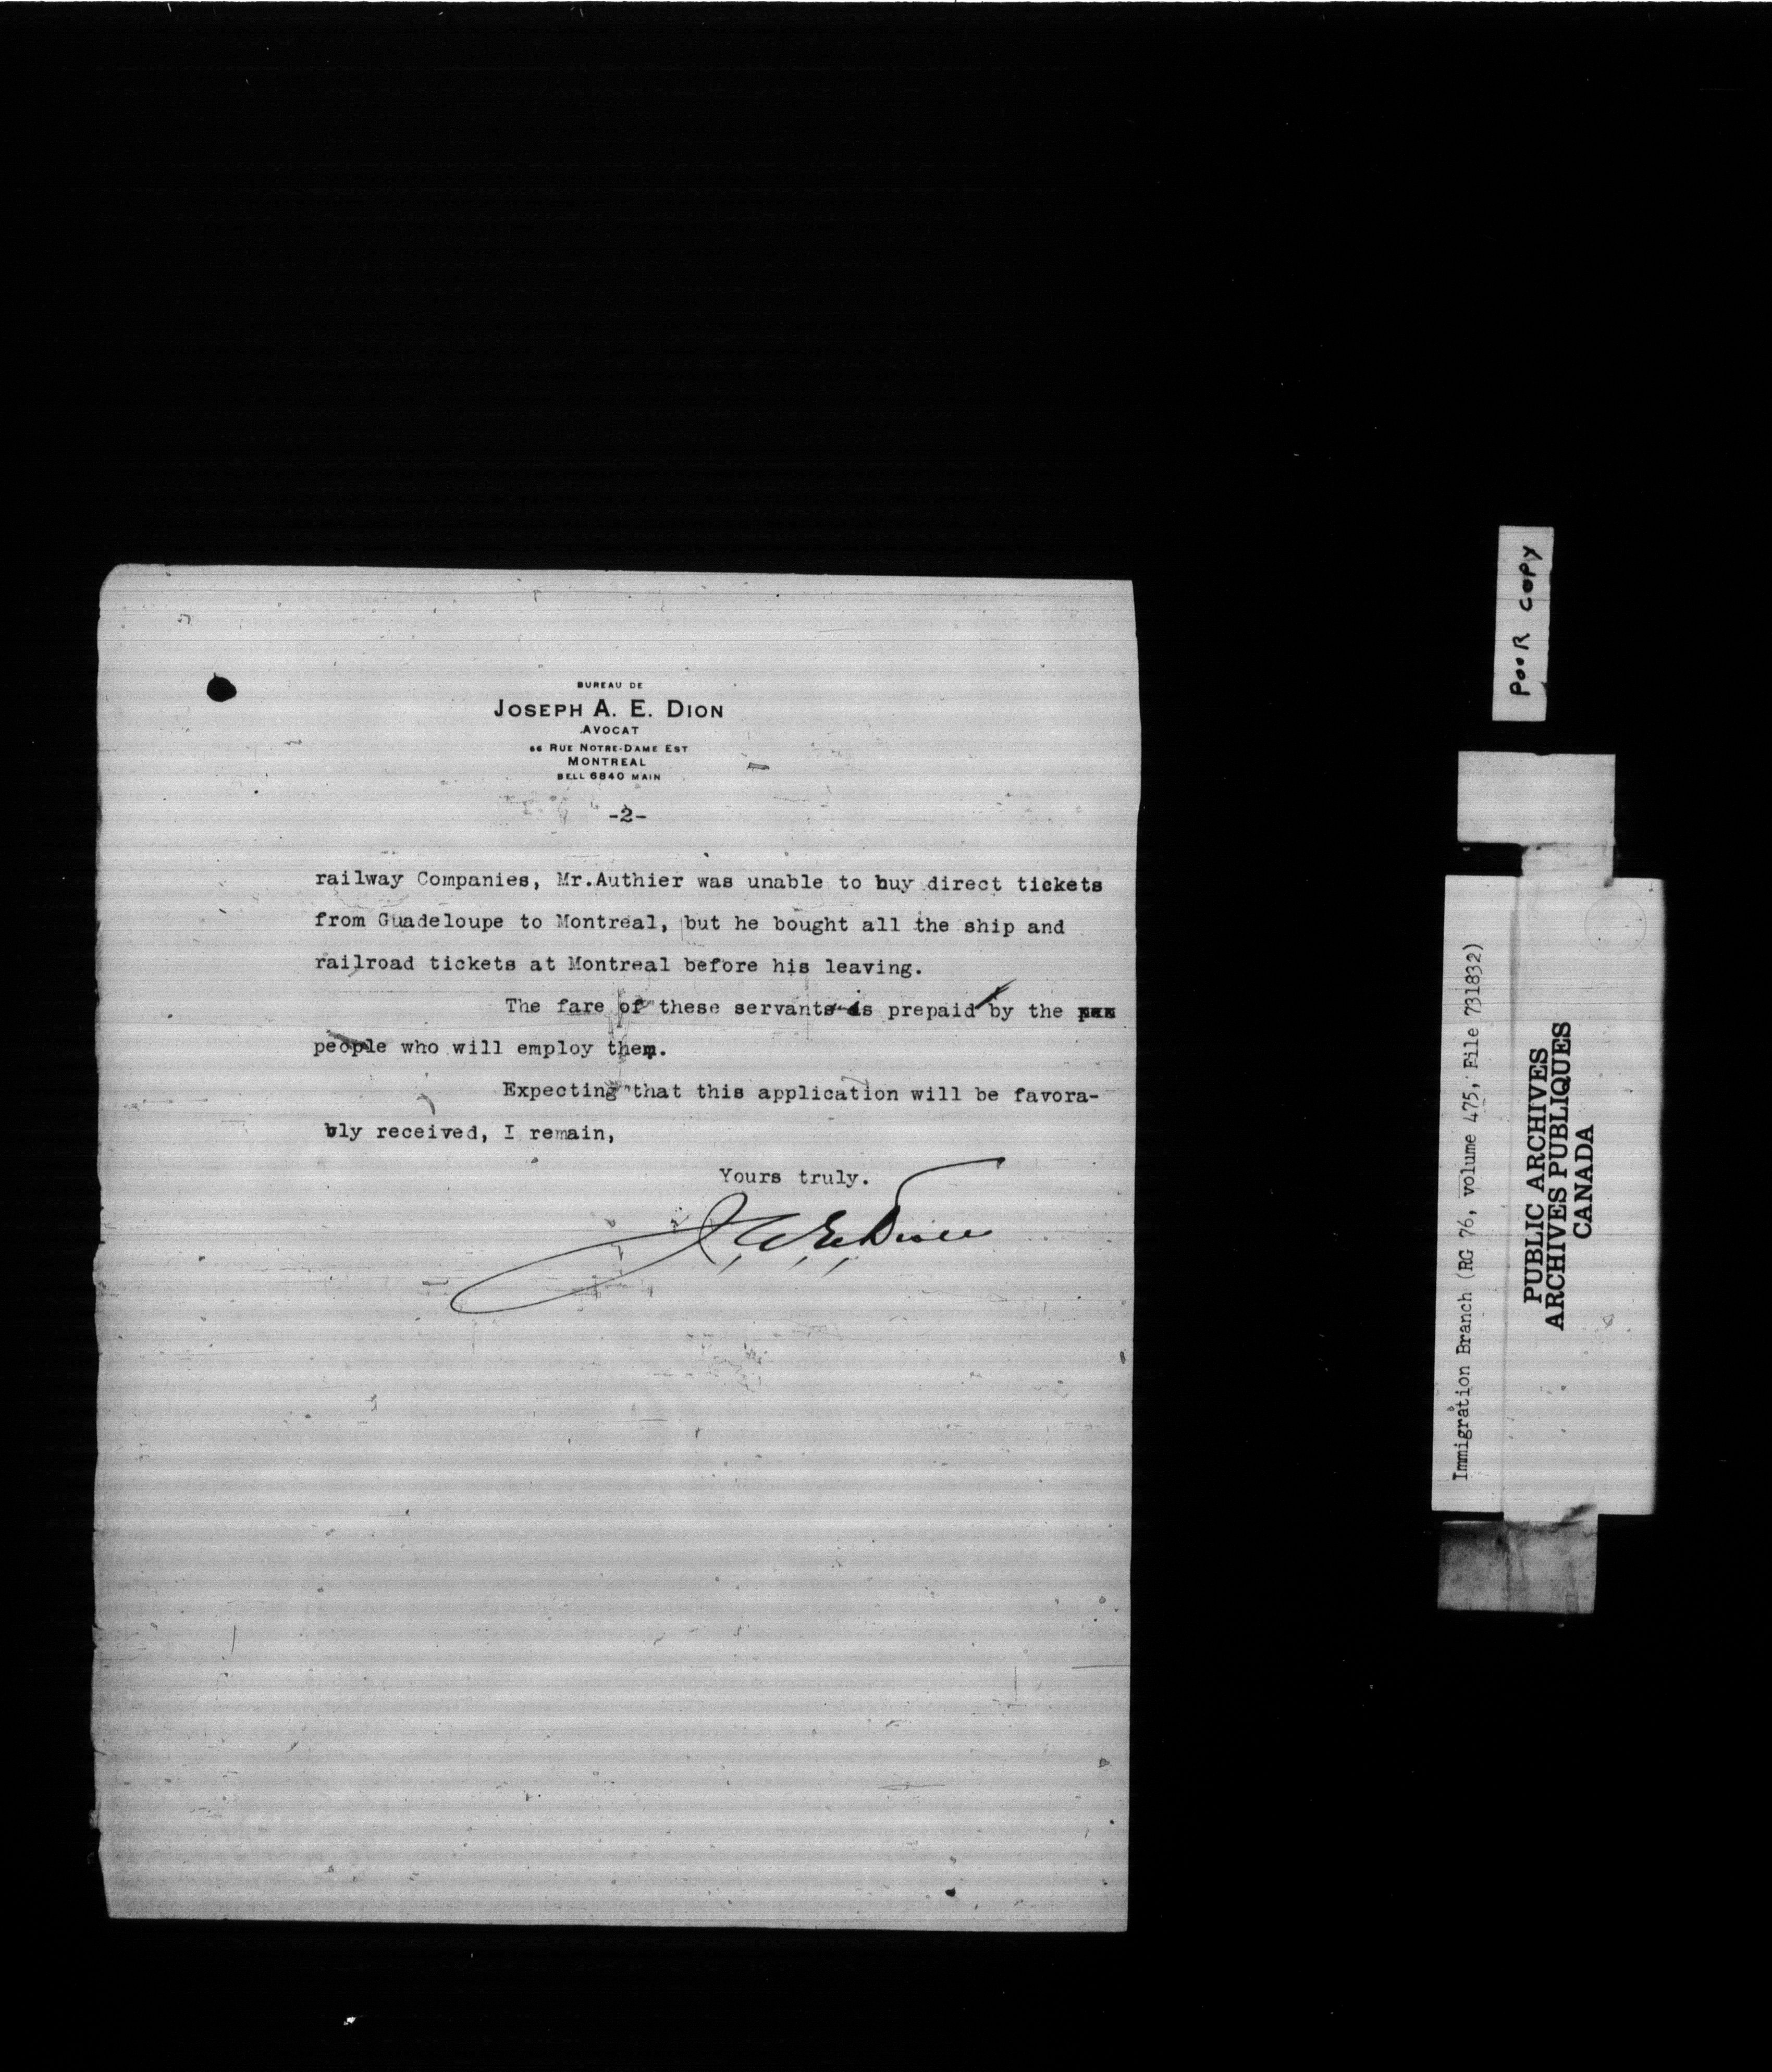 BUREAU DE
JOSEPH A. E. DION
AVOCAT
66 RUE NOTRE-DAME EST
MONTREAL
BELL 6840 MAIN
-2-
railway Companies, Mr.Authier was unable to buy direct tickets
from Guadeloupe to Montreal, but he bought all the ship and
railroad tickets at Montreal before his leaving.
The fare of these servants is prepaid by the
people who will employ them.
Expecting that this application will be favora-
bly received, I remain,
Yours truly.
J. A. E. Dion
POOR COPY
Immigration Branch (RG 76, volume 475, File 731832)
PUBLIC ARCHIVES
ARCHIVES PUBLIQUES
CANADA